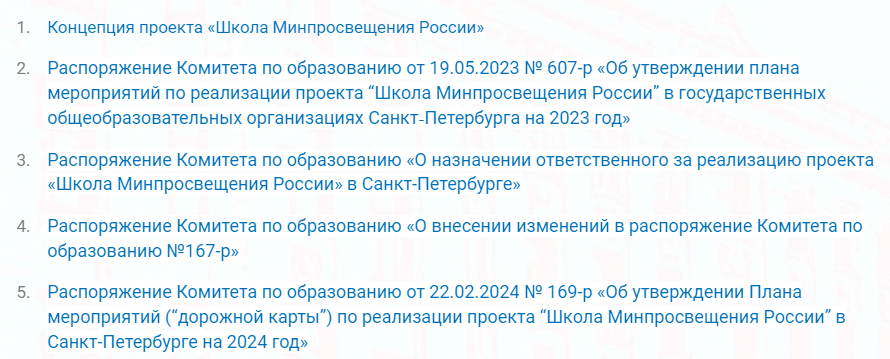 1. Концепция проекта «Школа Минпросвещения России»
2. Распоряжение Комитета по образованию от 19.05.2023 № 607-р «Об утверждении плана
мероприятий по реализации проекта “Школа Минпросвещения России” в государственных
общеобразовательных организациях Санкт-Петербурга на 2023 год»
3. Распоряжение Комитета по образованию «О назначении ответственного за реализацию проекта
«Школа Минпросвещения России» в Санкт-Петербурге»
4. Распоряжение Комитета по образованию «О внесении изменений в распоряжение Комитета по
образованию №167-р»
5. Распоряжение Комитета по образованию от 22.02.2024 № 169-р «Об утверждении Плана
мероприятий (“дорожной карты”) по реализации проекта “Школа Минпросвещения России” в
Санкт-Петербурге на 2024 год»